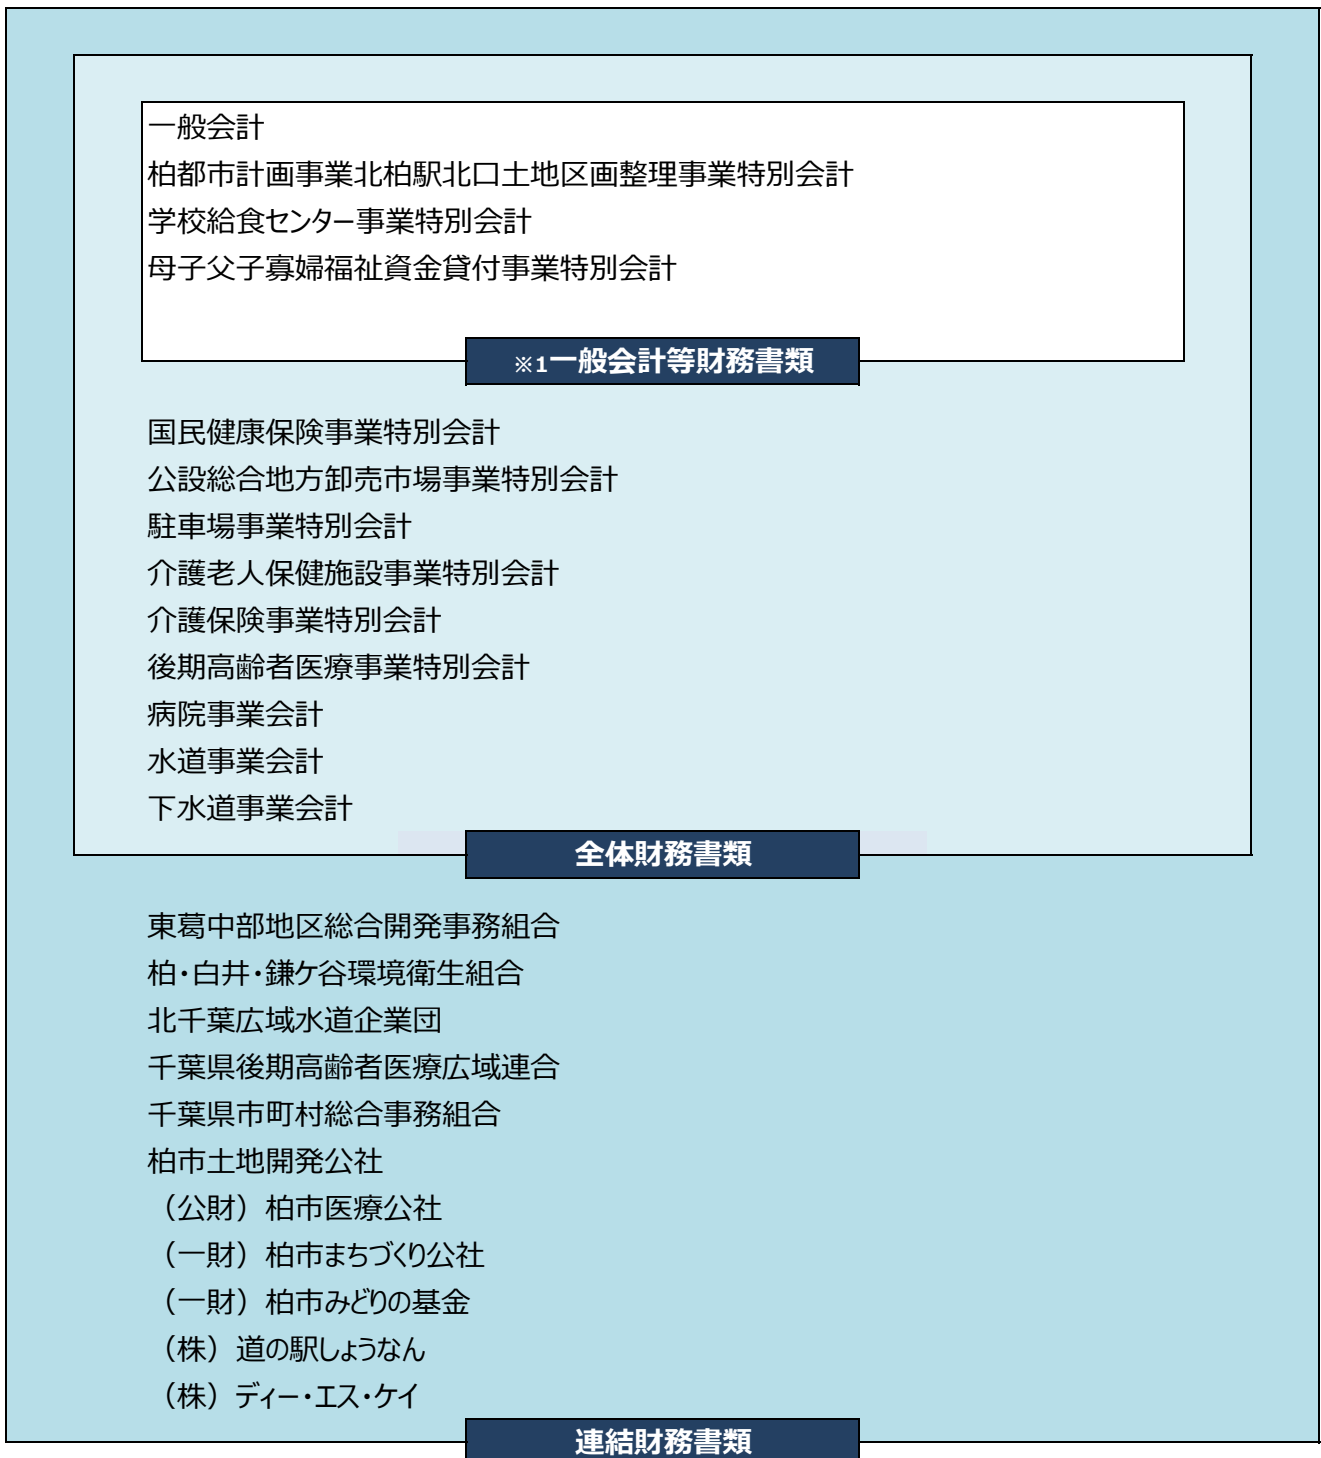 一般会計
柏都市計画事業北柏駅北口土地区画整理事業特別会計
学校給食センター事業特別会計
母子父子寡婦福祉資金貸付事業特別会計
※1一般会計等財務書類
国民健康保険事業特別会計
公設総合地方卸売市場事業特別会計
駐車場事業特別会計
介護老人保健施設事業特別会計
介護保険事業特別会計
後期高齢者医療事業特別会計
病院事業会計
水道事業会計
下水道事業会計
全体財務書類
東葛中部地区総合開発事務組合
柏・白井・鎌ケ谷環境衛生組合
北千葉広域水道企業団
千葉県後期高齢者医療広域連合
千葉県市町村総合事務組合
柏市土地開発公社
（公財）柏市医療公社
（一財）柏市まちづくり公社
（一財）柏市みどりの基金
（株）道の駅しょうなん
（株）ディー・エス・ケイ
連結財務書類